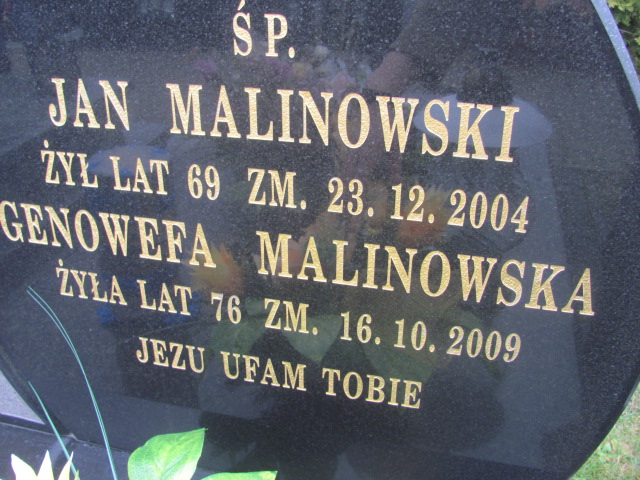 ŚP.
JAN MALINOWSKI
ŻYŁ LAT 69 ZM. 23.12.2004
GENOWEFA MALINOWSKA
ŻYŁA LAT 76 ZM. 16.10.2009
JEZU UFAM TOBIE